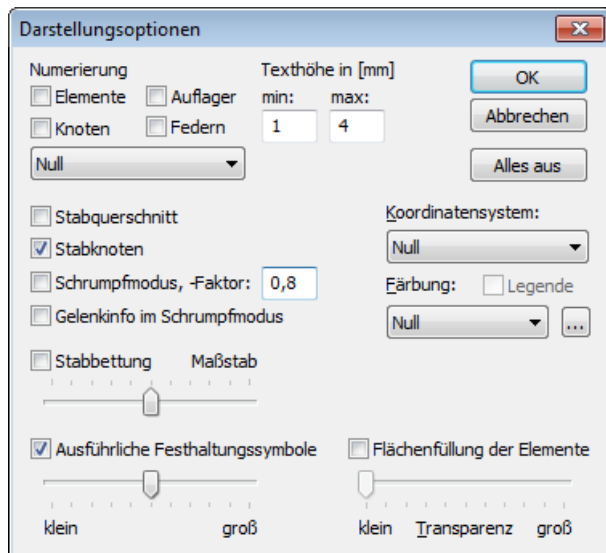 Darstellungsoptionen
Numerierung
Texthöhe in [mm]
OK
Elemente
Auflager
min:
max:
Knoten
Federn
1
4
Abbrechen
Null
Alles aus
Stabquerschnitt
Koordinatensystem:
Stabknoten
Null
Schrumpfmodus, -Faktor:
0,8
Färbung:
Legende
Gelenkinfo im Schrumpfmodus
Null
...
Stabbettung
Maßstab
Ausführliche Festhaltungssymbole
Flächenfüllung der Elemente
klein
groß
klein
Transparenz
groß